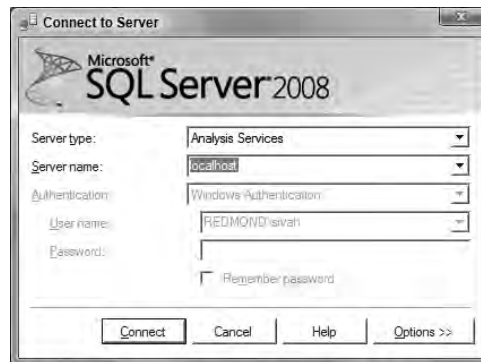 Connect to Server
Microsoft®
SQL Server 2008
Server type: Analysis Services
Server name: localhost
Authentication: Windows Authentication
User name: REDMOND\sivah
Password:
Remember password
Connect Cancel Help Options >>